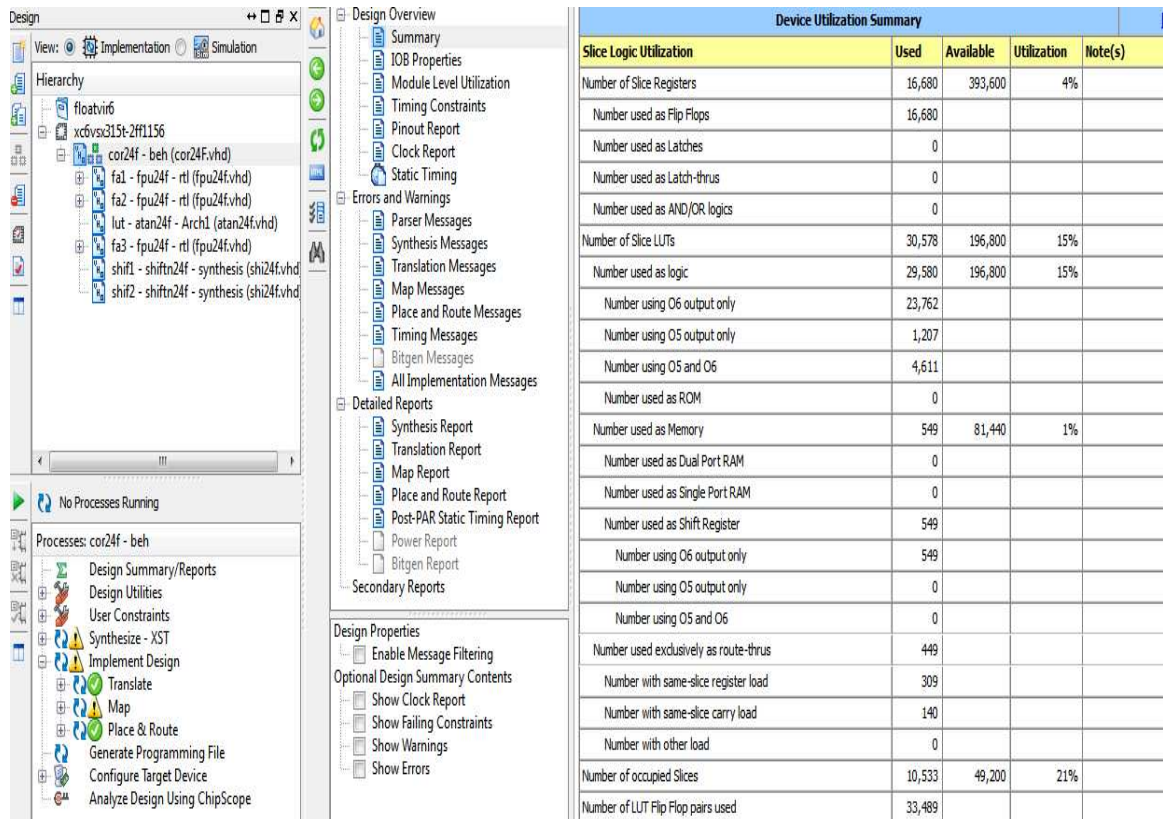 Design
View: Implementation Simulation
Hierarchy
floatvir6
xc6vsx315t-2ff1156
cor24f - beh (cor24F.vhd)
fa1 - fpu24f - rtl (fpu24f.vhd)
fa2 - fpu24f - rtl (fpu24f.vhd)
lut - atan24f - Arch1 (atan24f.vhd)
fa3 - fpu24f - rtl (fpu24f.vhd)
shif1 - shiftn24f - synthesis (shi24f.vhd
shif2 - shiftn24f - synthesis (shi24f.vhd
No Processes Running
Processes: cor24f - beh
Design Summary/Reports
Design Utilities
User Constraints
Synthesize - XST
Implement Design
Translate
Map
Place & Route
Generate Programming File
Configure Target Device
Analyze Design Using ChipScope
Design Overview
Summary
IOB Properties
Module Level Utilization
Timing Constraints
Pinout Report
Clock Report
Static Timing
Errors and Warnings
Parser Messages
Synthesis Messages
Translation Messages
Map Messages
Place and Route Messages
Timing Messages
Bitgen Messages
All Implementation Messages
Detailed Reports
Synthesis Report
Translation Report
Map Report
Place and Route Report
Post-PAR Static Timing Report
Power Report
Bitgen Report
Secondary Reports
Design Properties
Enable Message Filtering
Optional Design Summary Contents
Show Clock Report
Show Failing Constraints
Show Warnings
Show Errors
Device Utilization Summary
Slice Logic Utilization Used Available Utilization Note(s)
Number of Slice Registers 16,680 393,600 4%
Number used as Flip Flops 16,680
Number used as Latches 0
Number used as Latch-thrus 0
Number used as AND/OR logics 0
Number of Slice LUTs 30,578 196,800 15%
Number used as logic 29,580 196,800 15%
Number using O6 output only 23,762
Number using O5 output only 1,207
Number using O5 and O6 4,611
Number used as ROM 0
Number used as Memory 549 81,440 1%
Number used as Dual Port RAM 0
Number used as Single Port RAM 0
Number used as Shift Register 549
Number using O6 output only 549
Number using O5 output only 0
Number using O5 and O6 0
Number used exclusively as route-thrus 449
Number with same-slice register load 309
Number with same-slice carry load 140
Number with other load 0
Number of occupied Slices 10,533 49,200 21%
Number of LUT Flip Flop pairs used 33,489